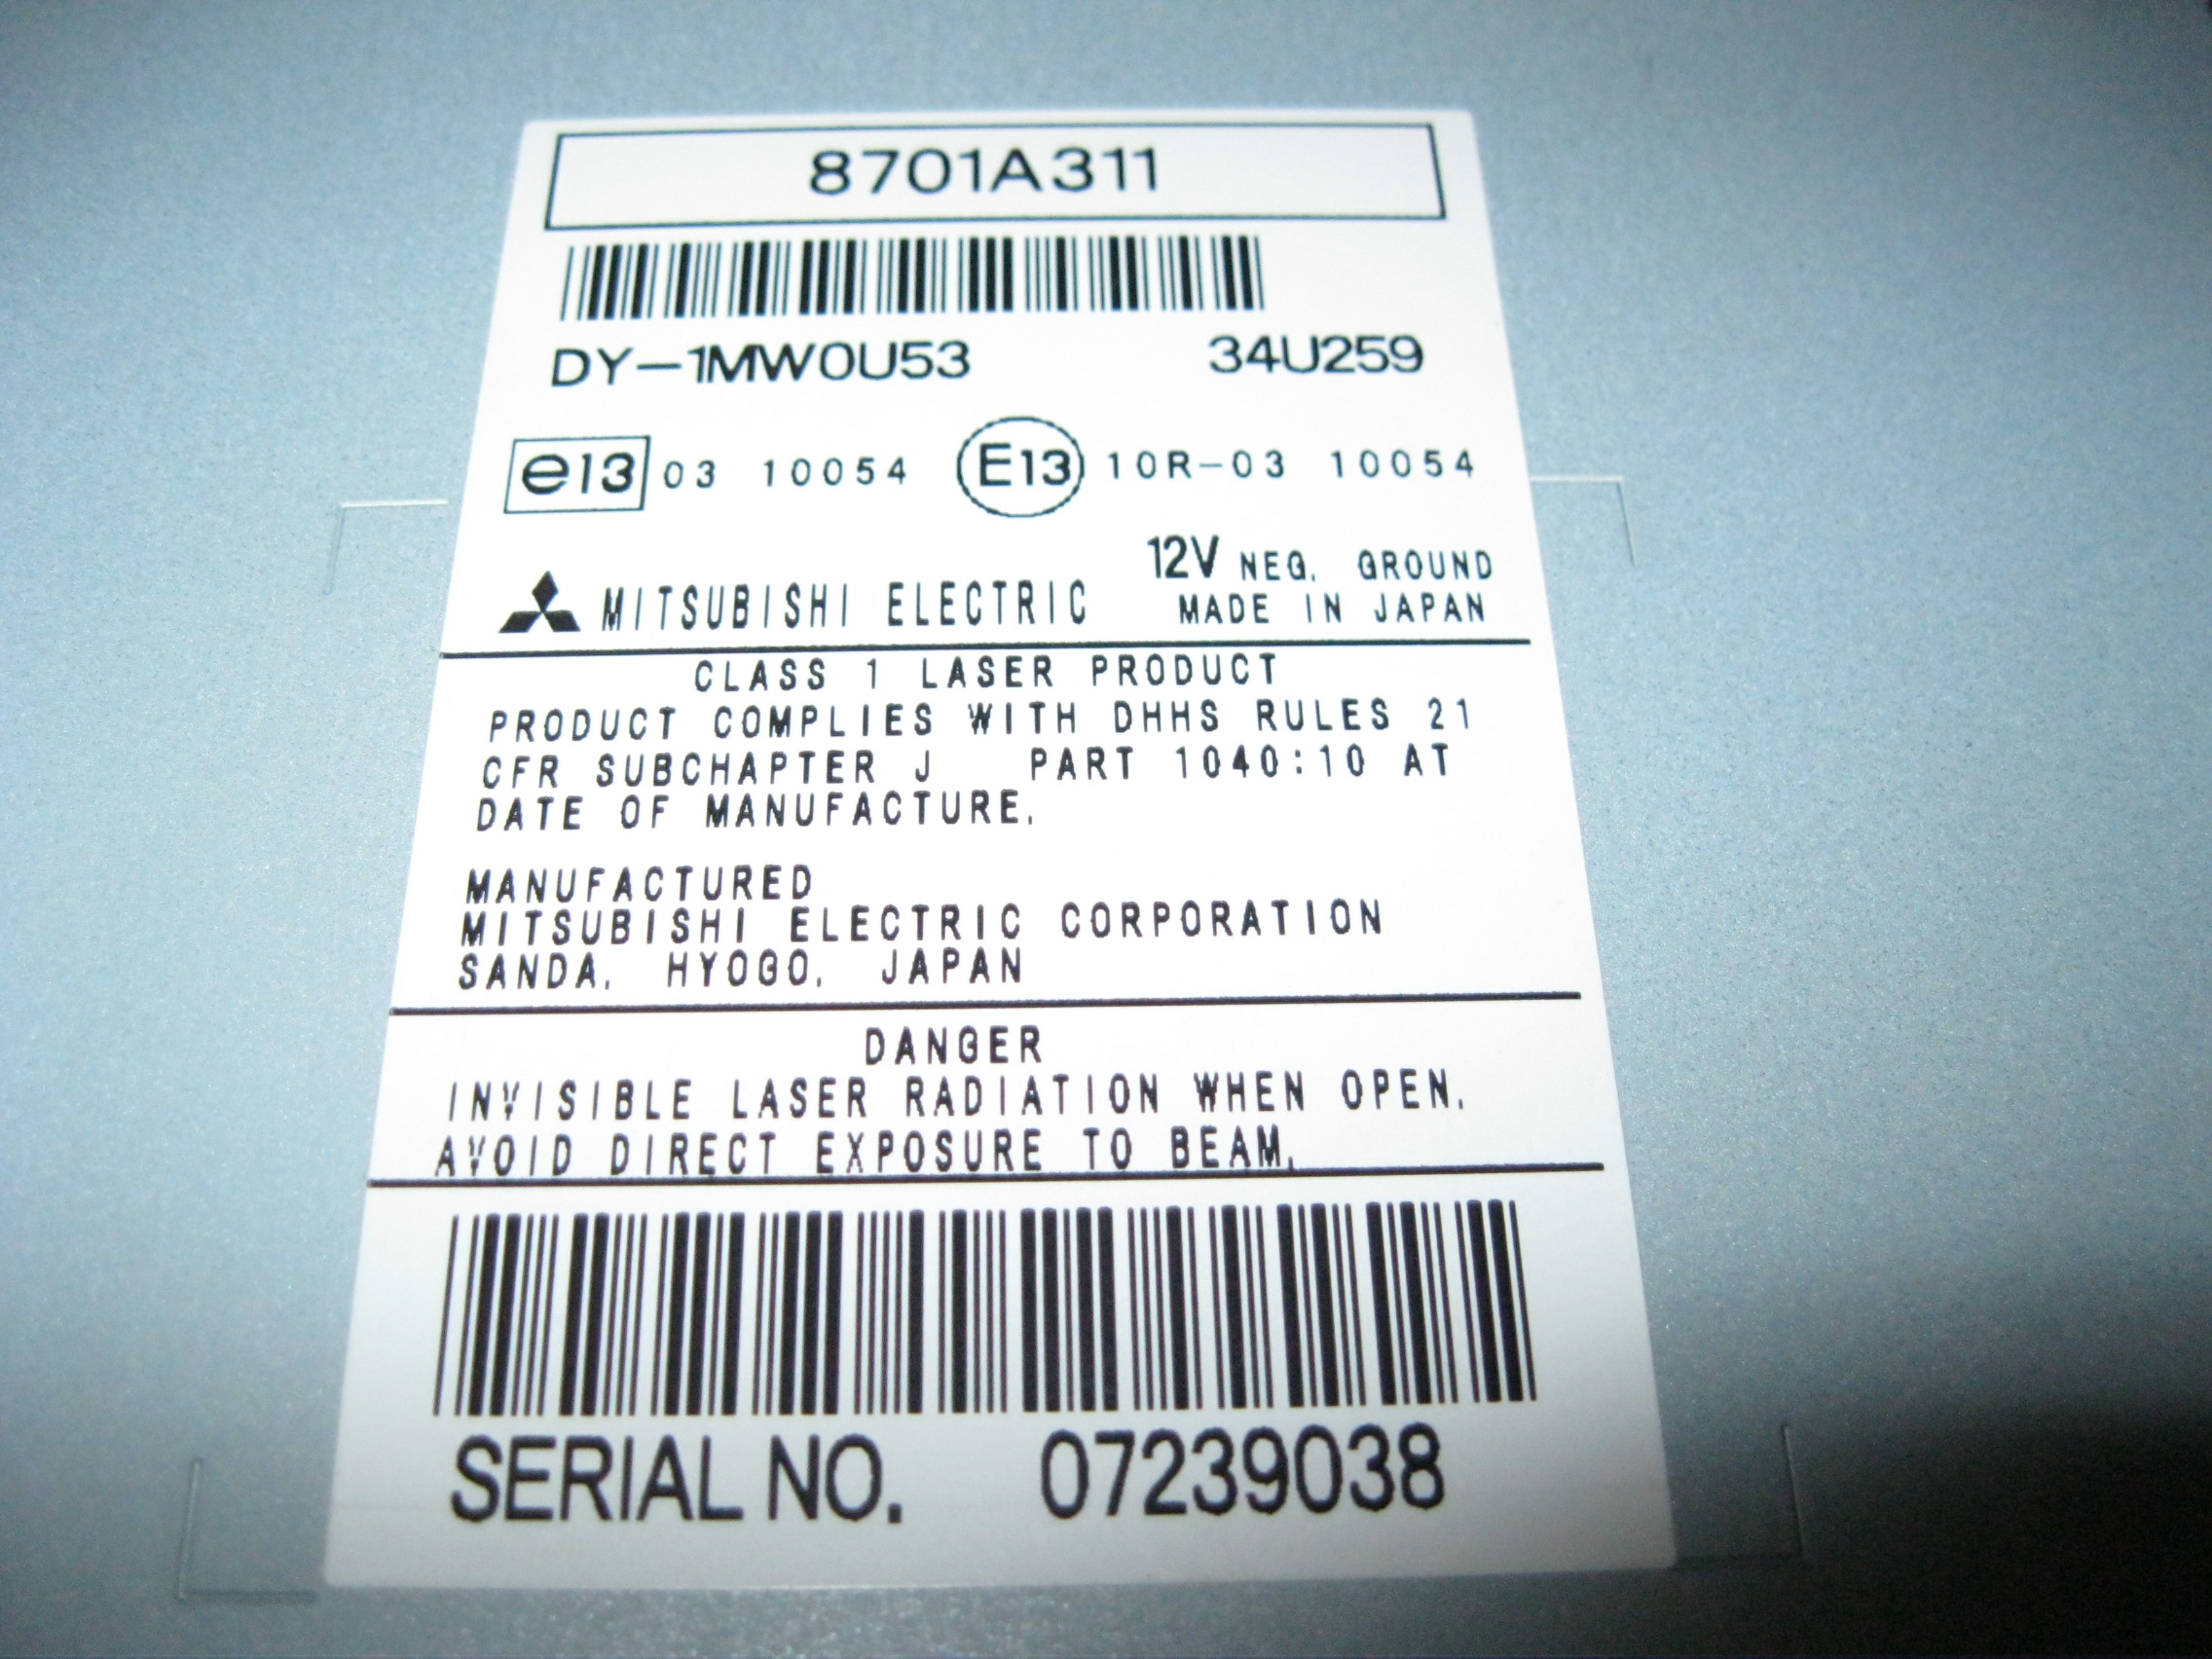 8701A311
DY-1MW0U53 34U259
e13 03 10054 E13 10R-03 10054
12V NEG. GROUND
MITSUBISHI ELECTRIC MADE IN JAPAN
CLASS 1 LASER PRODUCT
PRODUCT COMPLIES WITH DHHS RULES 21
CFR SUBCHAPTER J PART 1040:10 AT
DATE OF MANUFACTURE.
MANUFACTURED
MITSUBISHI ELECTRIC CORPORATION
SANDA, HYOGO, JAPAN
DANGER
INVISIBLE LASER RADIATION WHEN OPEN.
AVOID DIRECT EXPOSURE TO BEAM.
SERIAL NO. 07239038